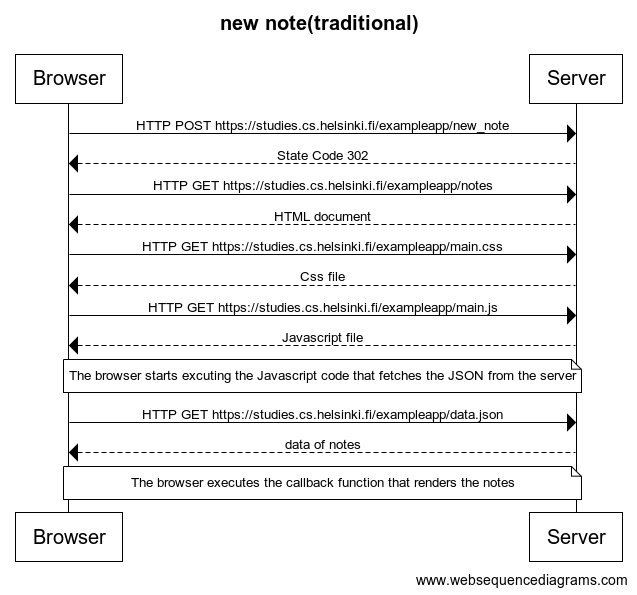 new note(traditional)
Browser
Server
HTTP POST https://studies.cs.helsinki.fi/exampleapp/new_note
State Code 302
HTTP GET https://studies.cs.helsinki.fi/exampleapp/notes
HTML document
HTTP GET https://studies.cs.helsinki.fi/exampleapp/main.css
Css file
HTTP GET https://studies.cs.helsinki.fi/exampleapp/main.js
Javascript file
The browser starts excuting the Javascript code that fetches the JSON from the server
HTTP GET https://studies.cs.helsinki.fi/exampleapp/data.json
data of notes
The browser executes the callback function that renders the notes
Browser
Server
www.websequencediagrams.com